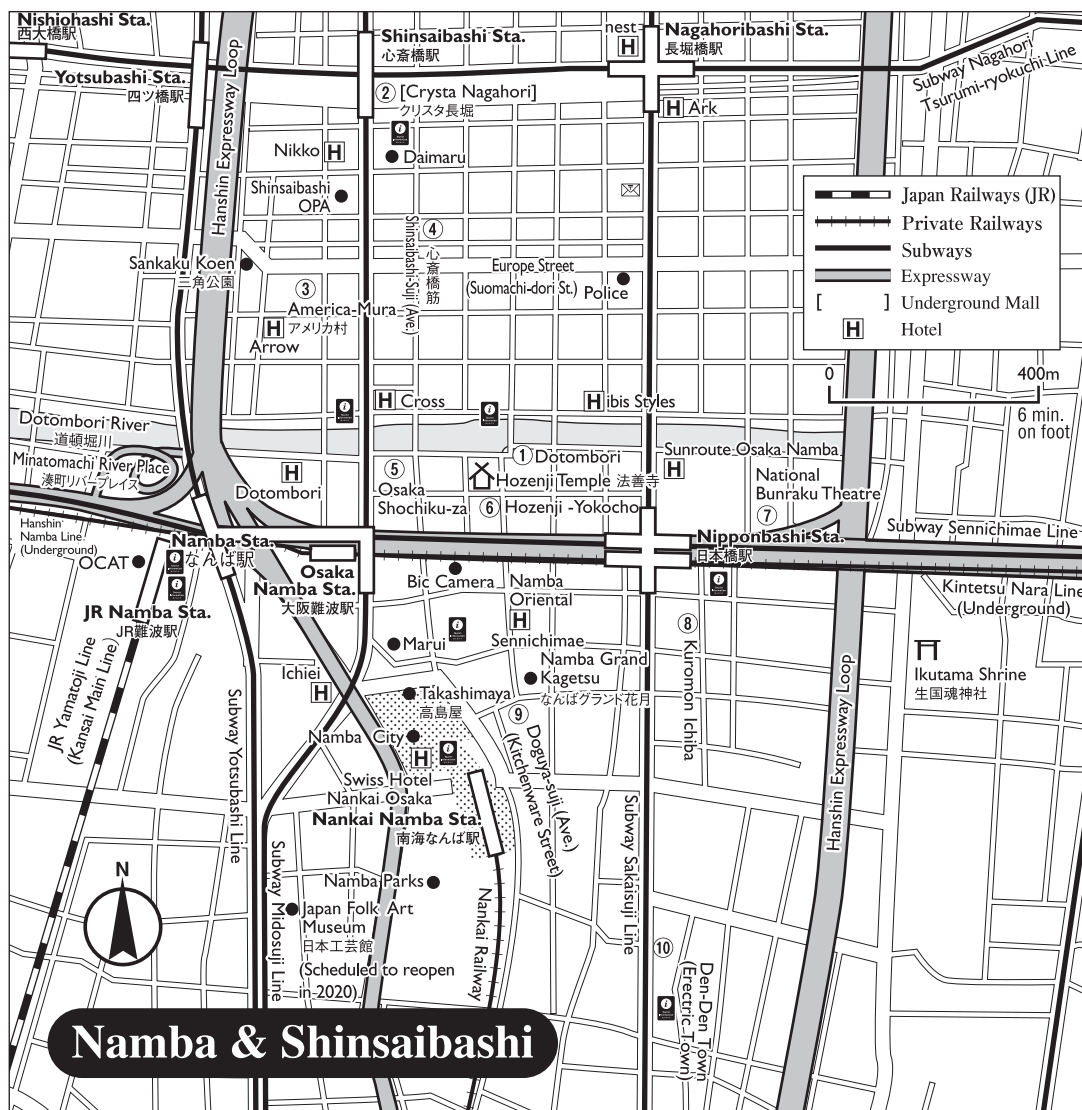 Nishiohashi Sta.
西大橋駅
Yotsubashi Sta.
四ツ橋駅
Hanshin Expressway Loop
Shinsaibashi Sta.
心斎橋駅
nest
H
Nagahoribashi Sta.
長堀橋駅
Subway Nagahori
Tsurumi-ryokuchi Line
② [Crysta Nagahori]
クリスタ長堀
H Ark
Nikko H
Daimaru
Shinsaibashi
OPA
Japan Railways (JR)
Private Railways
Subways
Expressway
[ ] Underground Mall
H Hotel
④
Shinsaibashi-Suji (Ave.)
心斎橋筋
Sankaku Koen
三角公園
Europe Street
(Suomachi-dori St.)
Police
③
America-Mura
アメリカ村
H
Arrow
0 400m
6 min.
on foot
H Cross
H ibis Styles
Dotombori River
道頓堀川
Minatomachi River Place
湊町リバープレイス
H
Dotombori
⑤
Osaka
Shochiku-za
① Dotombori
Hozenji Temple 法善寺
⑥ Hozenji -Yokocho
Sunroute Osaka Namba
H
National
Bunraku Theatre
⑦
Hanshin
Namba Line
(Underground)
OCAT
Namba Sta.
なんば駅
Osaka
Namba Sta.
大阪難波駅
Nipponbashi Sta.
日本橋駅
Subway Sennichimae Line
Kintetsu Nara Line
(Underground)
JR Namba Sta.
JR難波駅
Bic Camera
Namba
Oriental
H
Sennichimae
Marui
Namba Grand
Kagetsu
なんばグランド花月
⑧
Kuromon Ichiba
Ikutama Shrine
生国魂神社
Ichiei
H
Takashimaya
高島屋
Namba City
H
Swiss Hotel
Nankai Osaka
Nankai Namba Sta.
南海なんば駅
⑨
Doguya-suji (Ave.)
(Kitchenware Street)
JR Yamatoji Line
(Kansai Main Line)
Subway Yotsubashi Line
Subway Midosuji Line
Subway Sakaisuji Line
Hanshin Expressway Loop
N
Namba Parks
Japan Folk Art
Museum
日本工芸館
(Scheduled to reopen
in 2020)
Nankai Railway
⑩
Den-Den Town
(Erectric Town)
Namba & Shinsaibashi